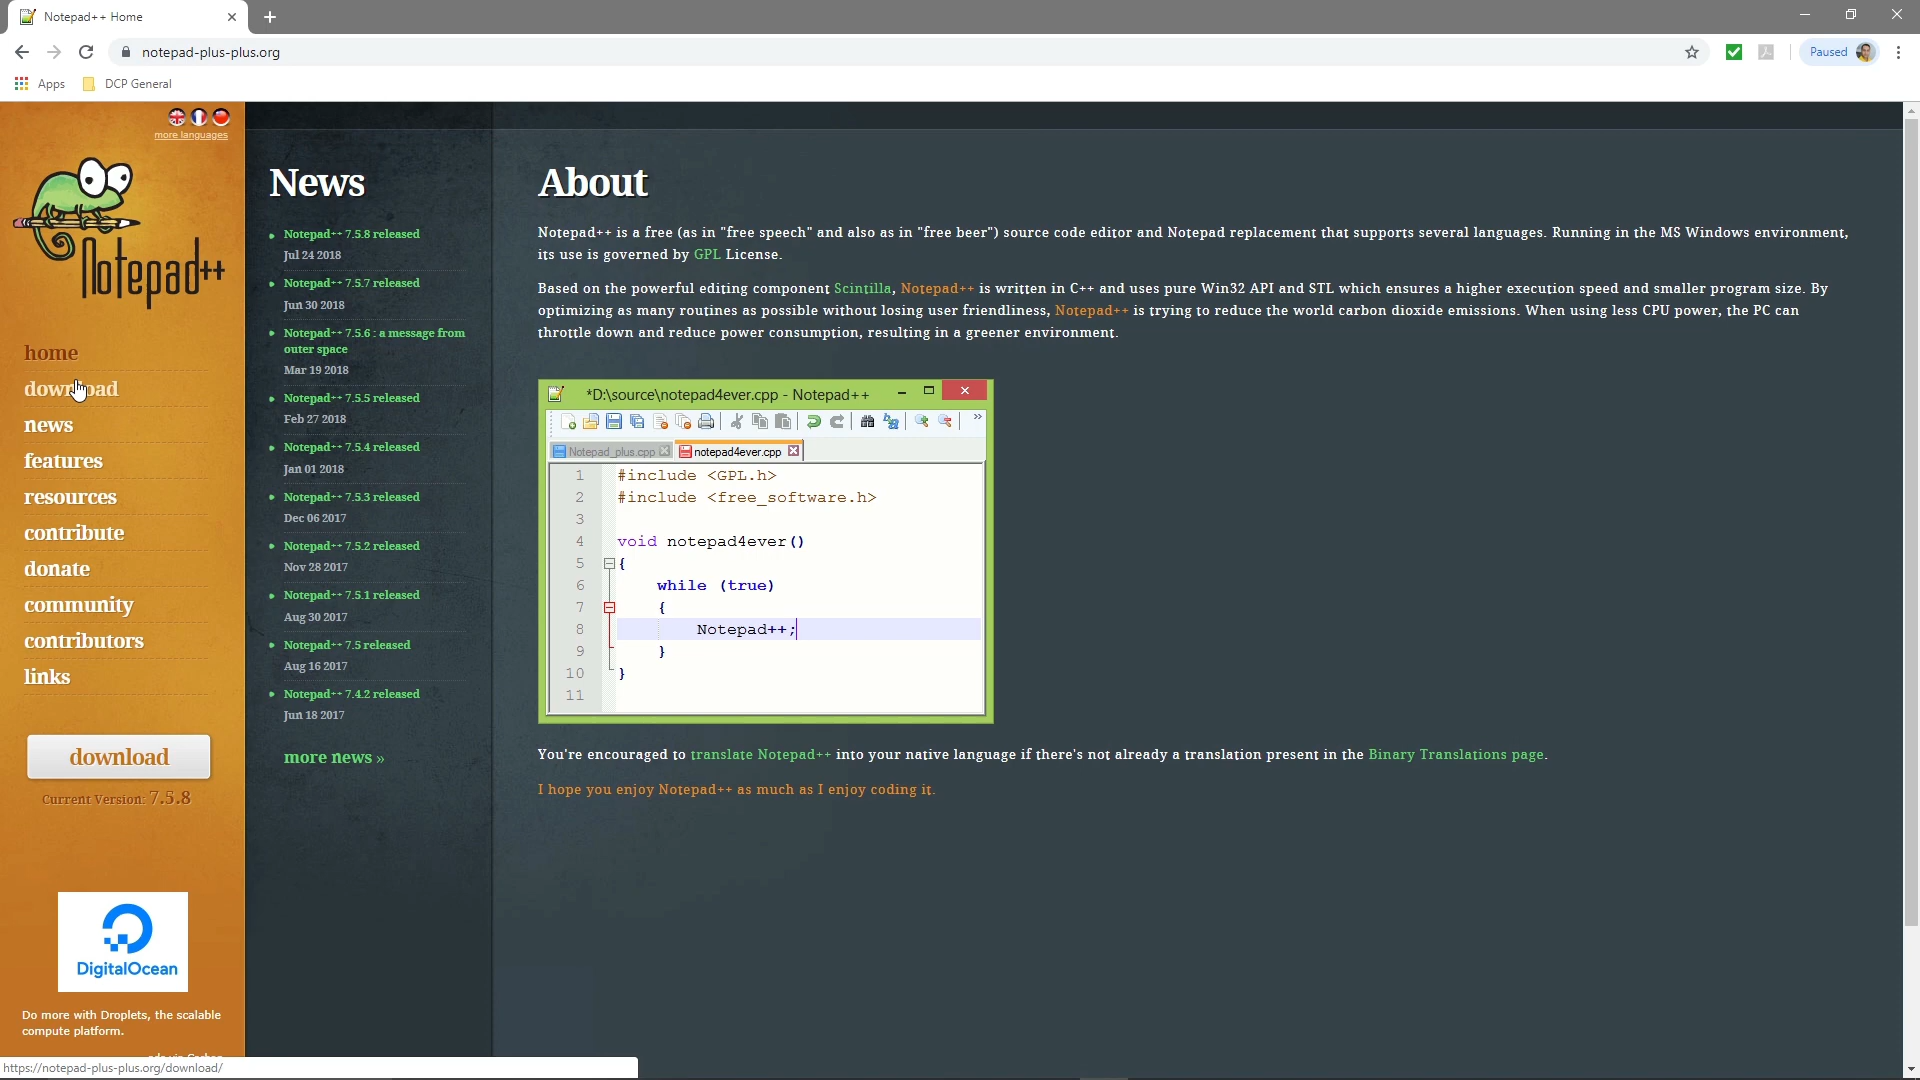 Notepad++ Home
notepad-plus-plus.org
Paused
Apps
DCP General
more languages
Notepad++
home
download
news
features
resources
contribute
donate
community
contributors
links
download
Current Version: 7.5.8
DigitalOcean
Do more with Droplets, the scalable
compute platform.
ads via Carbon
https://notepad-plus-plus.org/download/
News
Notepad++ 7.5.8 released
Jul 24 2018
Notepad++ 7.5.7 released
Jun 30 2018
Notepad++ 7.5.6 : a message from
outer space
Mar 19 2018
Notepad++ 7.5.5 released
Feb 27 2018
Notepad++ 7.5.4 released
Jan 01 2018
Notepad++ 7.5.3 released
Dec 06 2017
Notepad++ 7.5.2 released
Nov 28 2017
Notepad++ 7.5.1 released
Aug 30 2017
Notepad++ 7.5 released
Aug 16 2017
Notepad++ 7.4.2 released
Jun 18 2017
more news »
About
Notepad++ is a free (as in "free speech" and also as in "free beer") source code editor and Notepad replacement that supports several languages. Running in the MS Windows environment,
its use is governed by GPL License.
Based on the powerful editing component Scintilla, Notepad++ is written in C++ and uses pure Win32 API and STL which ensures a higher execution speed and smaller program size. By
optimizing as many routines as possible without losing user friendliness, Notepad++ is trying to reduce the world carbon dioxide emissions. When using less CPU power, the PC can
throttle down and reduce power consumption, resulting in a greener environment.
*D:\source\notepad4ever.cpp - Notepad++
Notepad_plus.cpp notepad4ever.cpp
1 #include <GPL.h>
2 #include <free_software.h>
3
4 void notepad4ever()
5 {
6 while (true)
7 {
8 Notepad++;
9 }
10 }
11
You're encouraged to translate Notepad++ into your native language if there's not already a translation present in the Binary Translations page.
I hope you enjoy Notepad++ as much as I enjoy coding it.